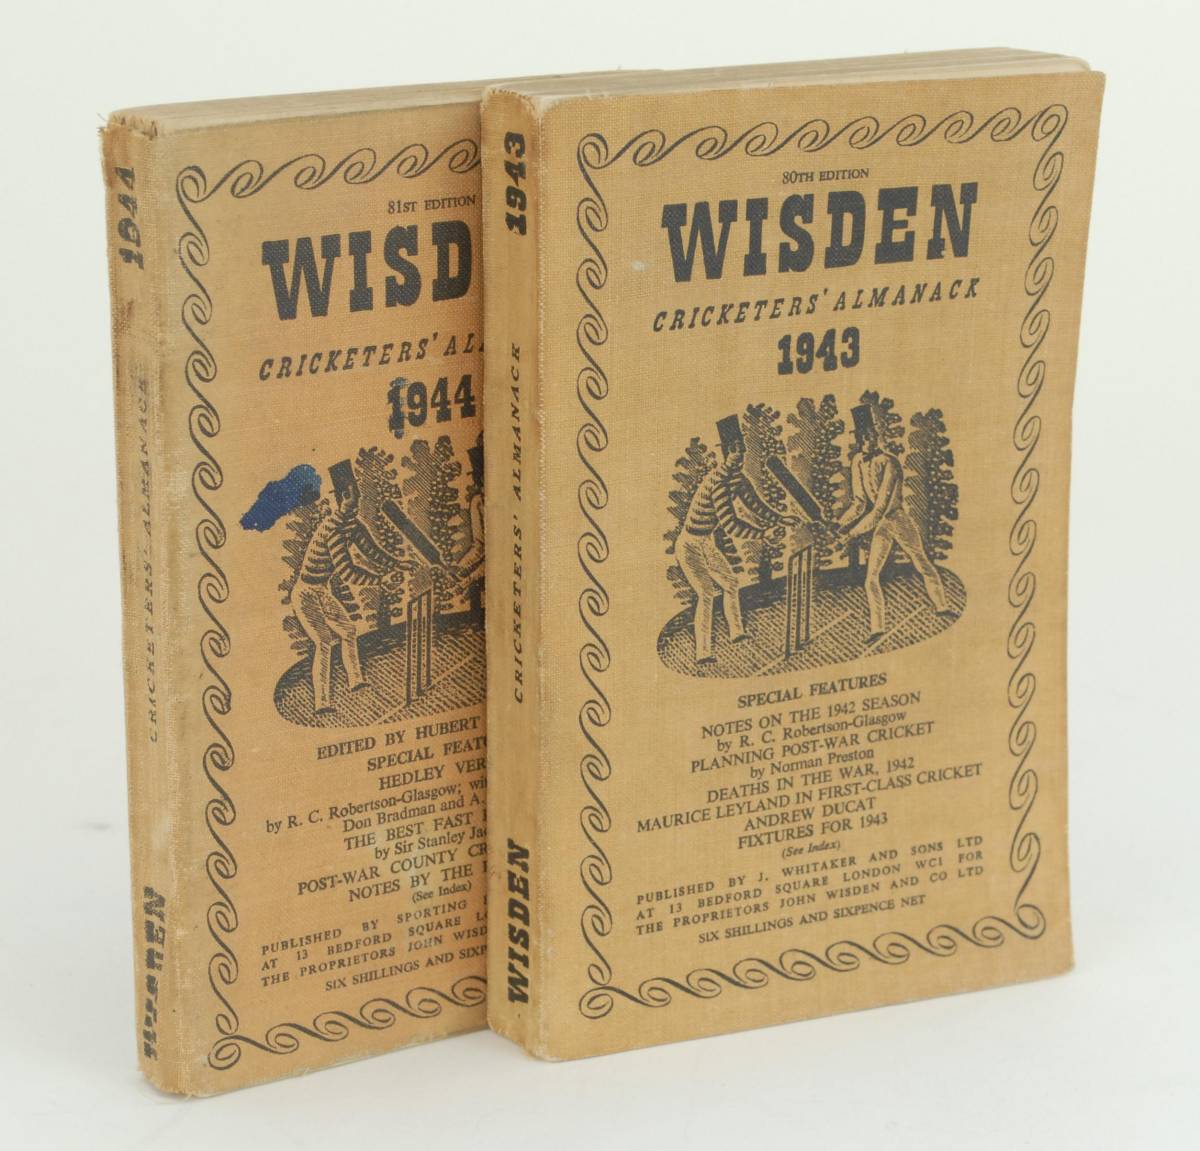 1944
CRICKETERS' ALMANACK
WISDEN
81ST EDITION
WISD
CRICKETERS' AL
1944
EDITED BY HUBERT
SPECIAL FEATU
HEDLEY VER
by R. C. Robertson-Glasgow; wit
Don Bradman and A.
THE BEST FAST
by Sir Stanley Jac
POST-WAR COUNTY CR
NOTES BY THE
(See Index)
PUBLISHED BY SPORTING
AT 13 BEDFORD SQUARE LO
THE PROPRIETORS JOHN WISD
SIX SHILLINGS AND SIXP
1943
CRICKETERS' ALMANACK
WISDEN
80TH EDITION
WISDEN
CRICKETERS' ALMANACK
1943
SPECIAL FEATURES
NOTES ON THE 1942 SEASON
by R. C. Robertson-Glasgow
PLANNING POST-WAR CRICKET
by Norman Preston
DEATHS IN THE WAR, 1942
MAURICE LEYLAND IN FIRST-CLASS CRICKET
ANDREW DUCAT
FIXTURES FOR 1943
(See Index)
PUBLISHED BY J. WHITAKER AND SONS LTD
AT 13 BEDFORD SQUARE LONDON WC1 FOR
THE PROPRIETORS JOHN WISDEN AND CO LTD
SIX SHILLINGS AND SIXPENCE NET